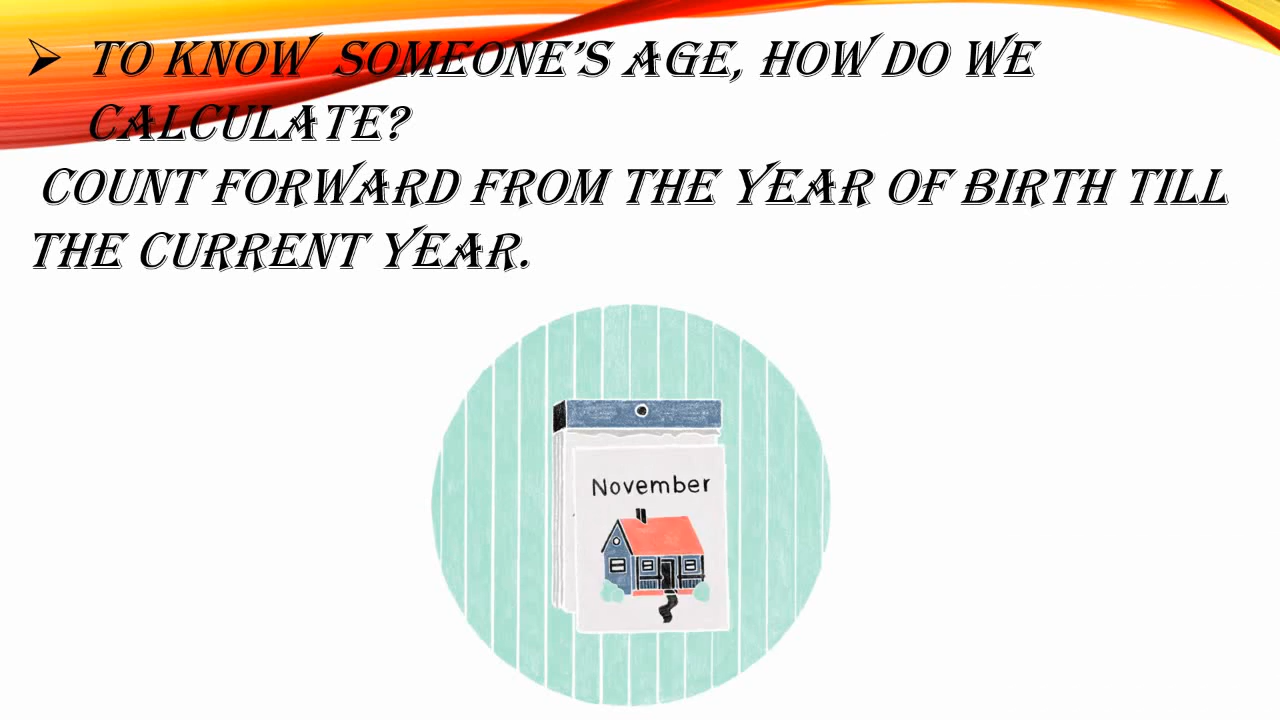 ➢ TO KNOW SOMEONE'S AGE, HOW DO WE
CALCULATE?
COUNT FORWARD FROM THE YEAR OF BIRTH TILL
THE CURRENT YEAR.
November